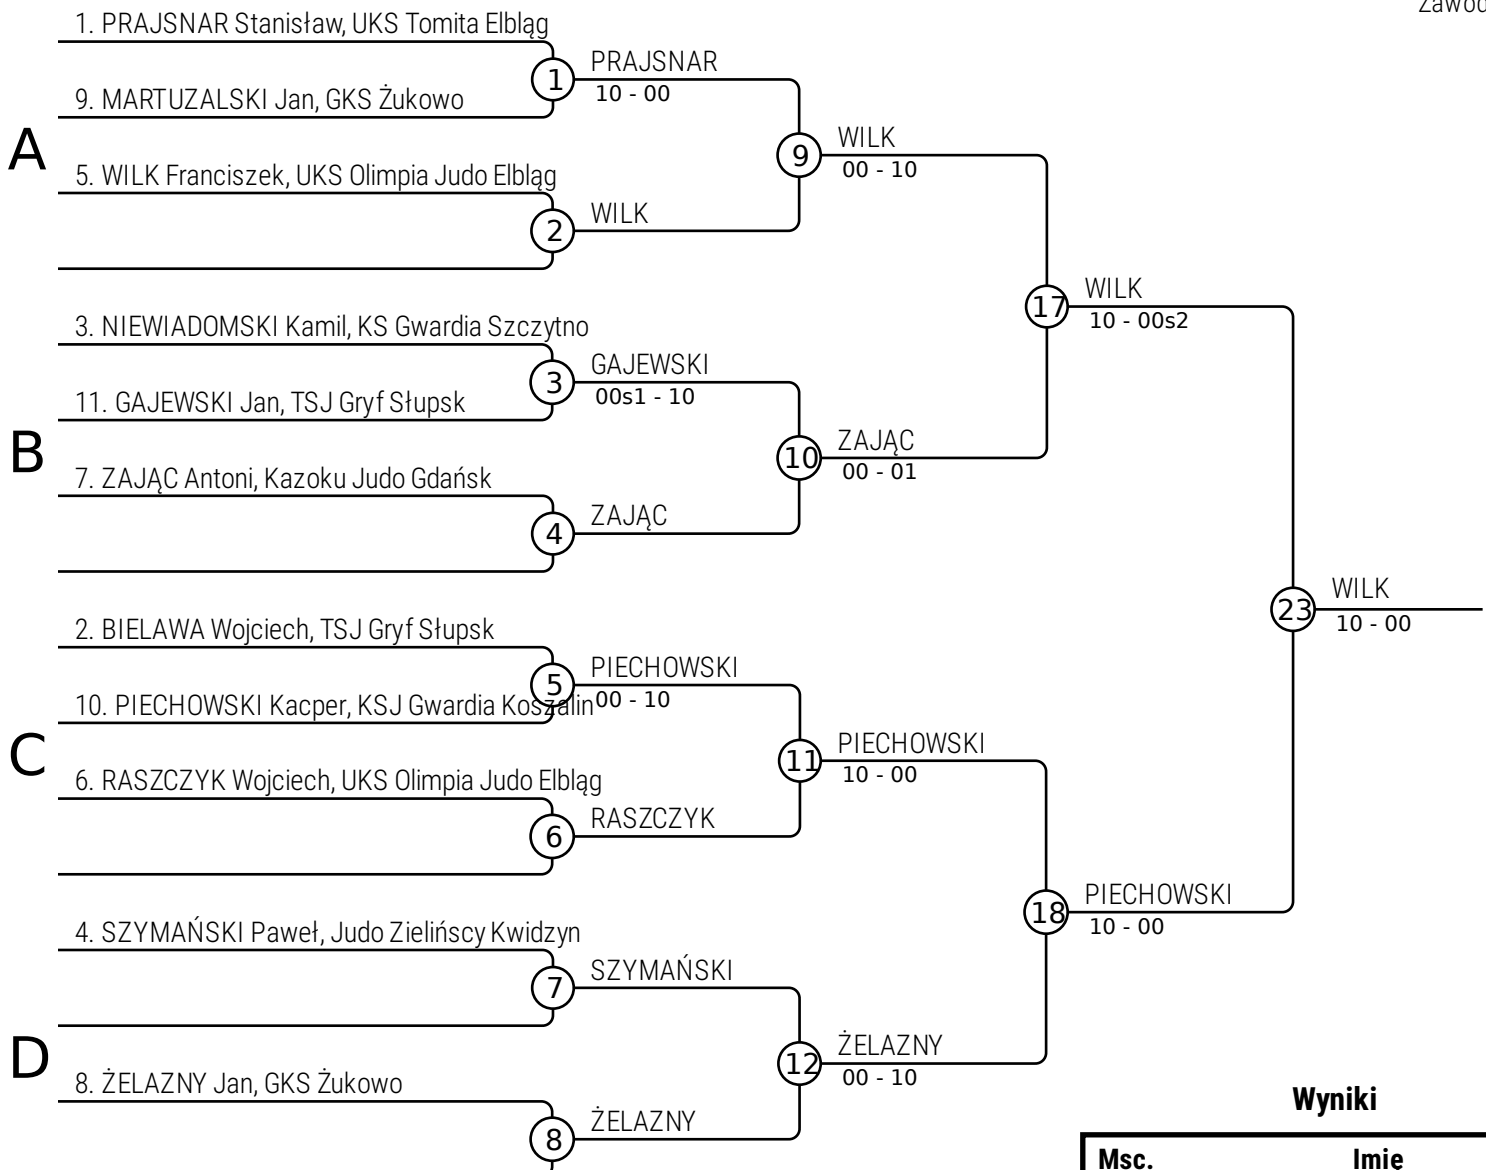 Zawod
1. PRAJSNAR Stanisław, UKS Tomita Elbląg
1
PRAJSNAR
10 - 00
9. MARTUZALSKI Jan, GKS Żukowo
A
9
WILK
00 - 10
5. WILK Franciszek, UKS Olimpia Judo Elbląg
2
WILK
17
WILK
10 - 00s2
3. NIEWIADOMSKI Kamil, KS Gwardia Szczytno
3
GAJEWSKI
00s1 - 10
11. GAJEWSKI Jan, TSJ Gryf Słupsk
B
10
ZAJĄC
00 - 01
7. ZAJĄC Antoni, Kazoku Judo Gdańsk
4
ZAJĄC
23
WILK
10 - 00
2. BIELAWA Wojciech, TSJ Gryf Słupsk
5
PIECHOWSKI
00 - 10
10. PIECHOWSKI Kacper, KSJ Gwardia Koszalin
C
11
PIECHOWSKI
10 - 00
6. RASZCZYK Wojciech, UKS Olimpia Judo Elbląg
6
RASZCZYK
18
PIECHOWSKI
10 - 00
4. SZYMAŃSKI Paweł, Judo Zielińscy Kwidzyn
7
SZYMAŃSKI
D
12
ŻELAZNY
00 - 10
8. ŻELAZNY Jan, GKS Żukowo
8
ŻELAZNY
Wyniki
Msc. Imię